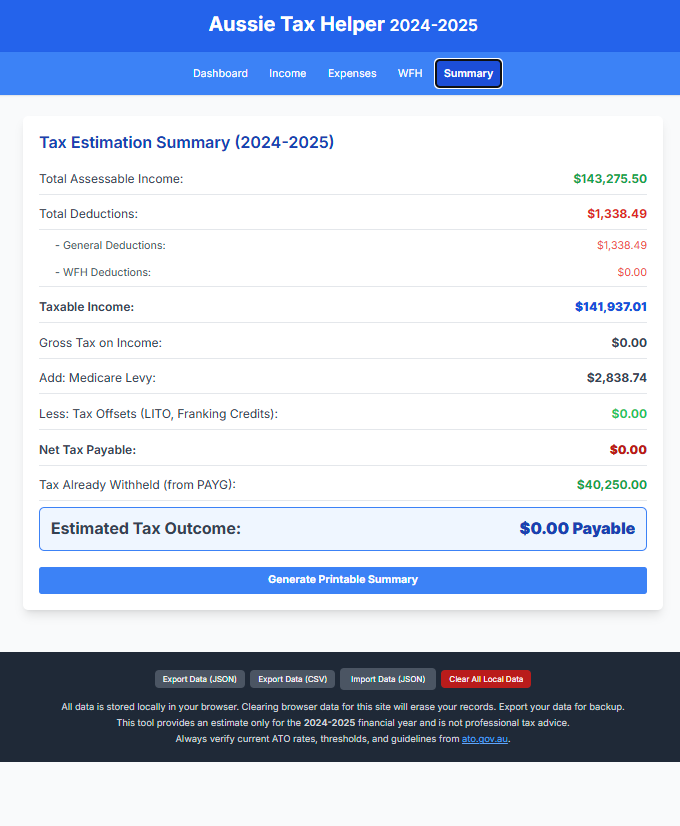 Aussie Tax Helper 2024-2025
Dashboard Income Expenses WFH Summary
Tax Estimation Summary (2024-2025)
Total Assessable Income: $143,275.50
Total Deductions: $1,338.49
- General Deductions: $1,338.49
- WFH Deductions: $0.00
Taxable Income: $141,937.01
Gross Tax on Income: $0.00
Add: Medicare Levy: $2,838.74
Less: Tax Offsets (LITO, Franking Credits): $0.00
Net Tax Payable: $0.00
Tax Already Withheld (from PAYG): $40,250.00
Estimated Tax Outcome: $0.00 Payable
Generate Printable Summary
Export Data (JSON) Export Data (CSV) Import Data (JSON) Clear All Local Data
All data is stored locally in your browser. Clearing browser data for this site will erase your records. Export your data for backup.
This tool provides an estimate only for the 2024-2025 financial year and is not professional tax advice.
Always verify current ATO rates, thresholds, and guidelines from ato.gov.au.